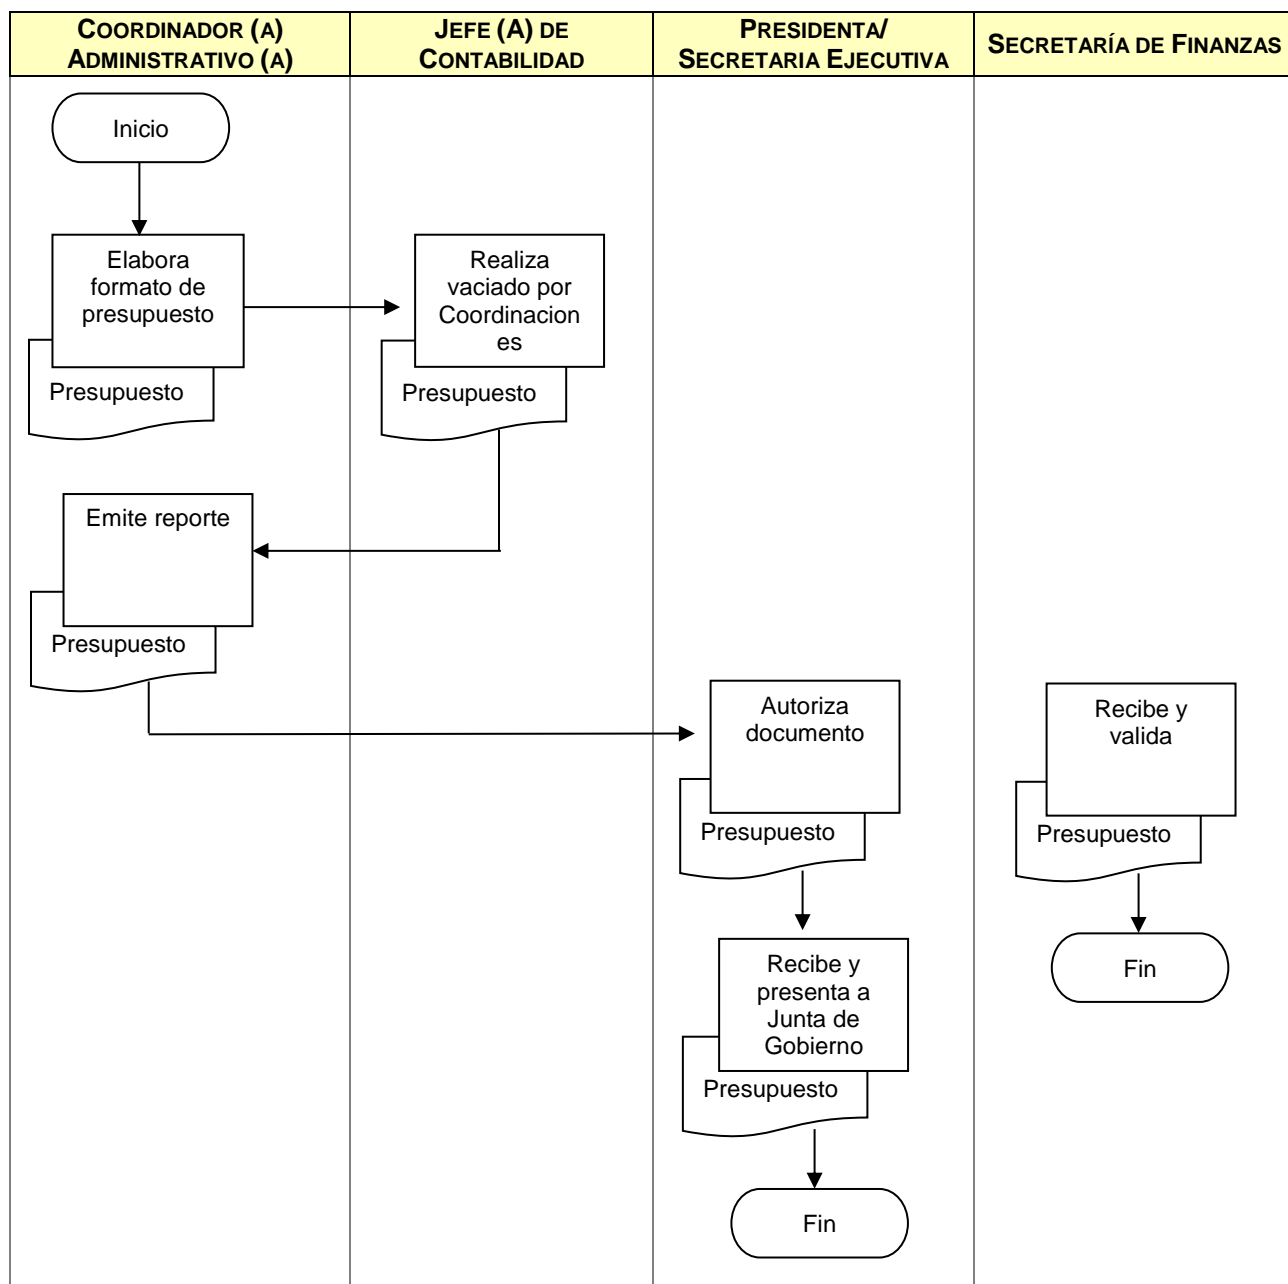 COORDINADOR (A)
ADMINISTRATIVO (A)
JEFE (A) DE
CONTABILIDAD
PRESIDENTA/
SECRETARIA EJECUTIVA
SECRETARÍA DE FINANZAS
Inicio
Elabora
formato de
presupuesto
Presupuesto
Realiza
vaciado por
Coordinacion
es
Presupuesto
Emite reporte
Presupuesto
Autoriza
documento
Presupuesto
Recibe y
valida
Presupuesto
Fin
Recibe y
presenta a
Junta de
Gobierno
Presupuesto
Fin